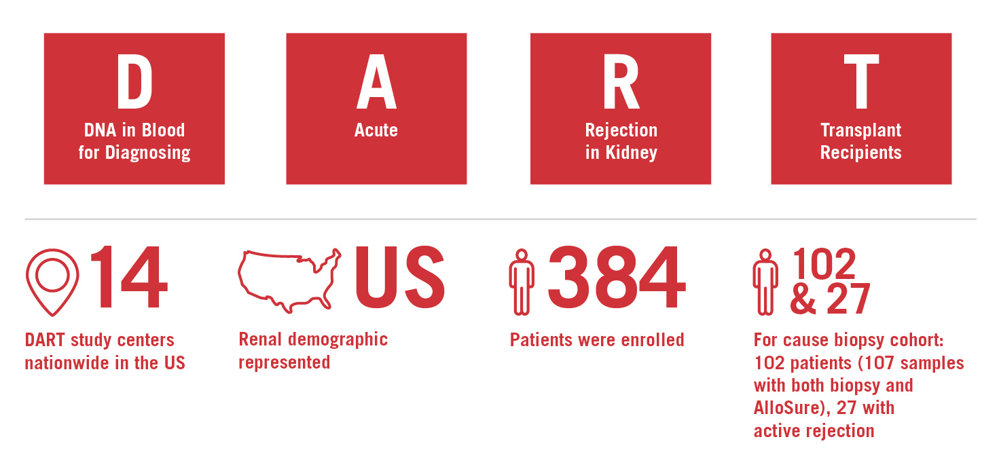 D
DNA in Blood
for Diagnosing
A
Acute
R
Rejection
in Kidney
T
Transplant
Recipients
14
DART study centers
nationwide in the US
US
Renal demographic
represented
384
Patients were enrolled
102
& 27
For cause biopsy cohort:
102 patients (107 samples
with both biopsy and
AlloSure), 27 with
active rejection